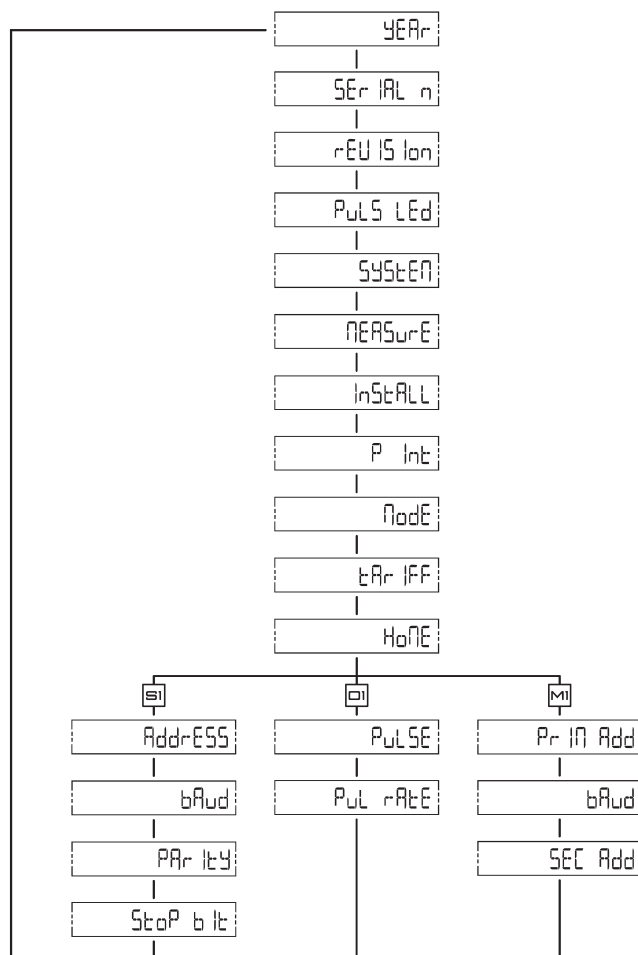 YEAr
SErIAL n
rEVISIon
PuLS LEd
SYStEM
MEASurE
InStALL
P Int
ModE
tArIFF
HoME
S1 O1 M1
AddrESS PuLSE PrIM Add
bAud PuL rAtE bAud
PArItY SEC Add
StoP bIt